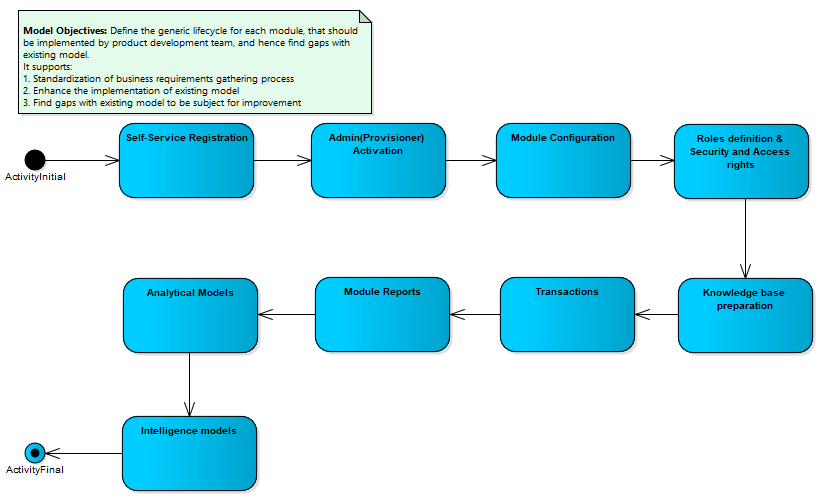 Model Objectives: Define the generic lifecycle for each module, that should
be implemented by product development team, and hence find gaps with
existing model.
It supports:
1. Standardization of business requirements gathering process
2. Enhance the implementation of existing model
3. Find gaps with existing model to be subject for improvement
ActivityInitial
Self-Service Registration
Admin(Provisioner)
Activation
Module Configuration
Roles definition &
Security and Access
rights
Knowledge base
preparation
Transactions
Module Reports
Analytical Models
Intelligence models
ActivityFinal